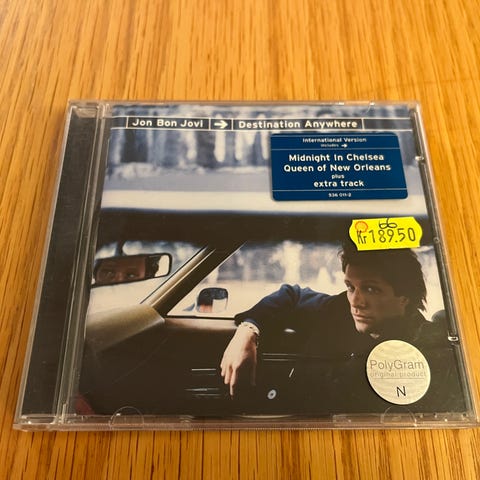 Jon Bon Jovi → Destination Anywhere
International Version
includes →
Midnight In Chelsea
Queen of New Orleans
plus
extra track
536 011-2
Kr 189.50
PolyGram
original product
N